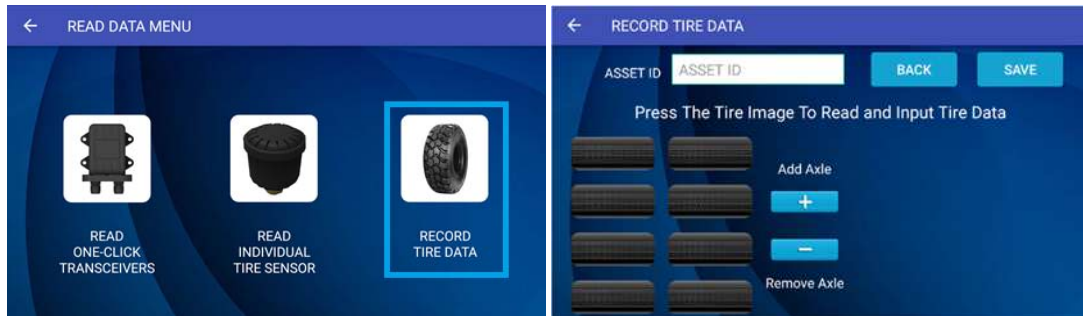 READ DATA MENU
READ
ONE-CLICK
TRANSCEIVERS
READ
INDIVIDUAL
TIRE SENSOR
RECORD
TIRE DATA
RECORD TIRE DATA
ASSET ID
ASSET ID
BACK
SAVE
Press The Tire Image To Read and Input Tire Data
Add Axle
+
−
Remove Axle